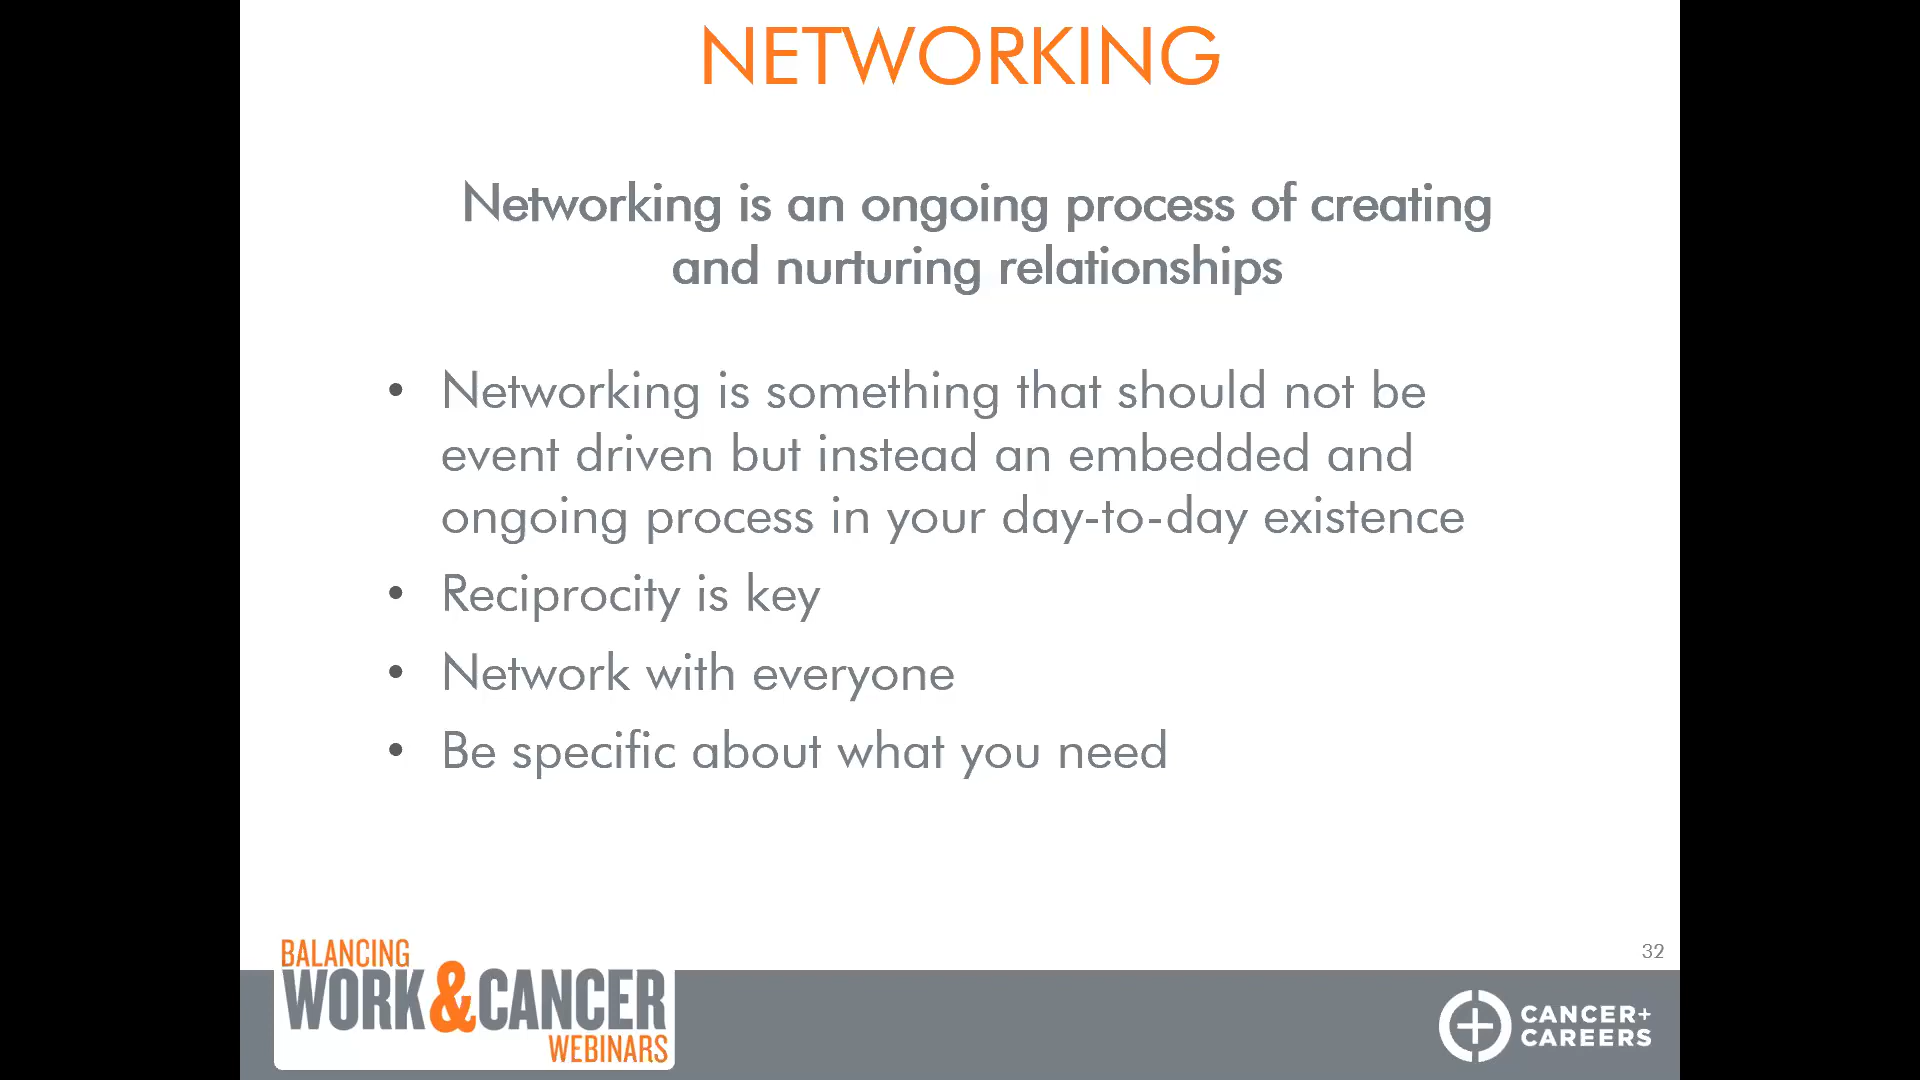 NETWORKING
Networking is an ongoing process of creating
and nurturing relationships
• Networking is something that should not be
event driven but instead an embedded and
ongoing process in your day-to-day existence
• Reciprocity is key
• Network with everyone
• Be specific about what you need
32
BALANCING
WORK & CANCER
WEBINARS
CANCER+
CAREERS